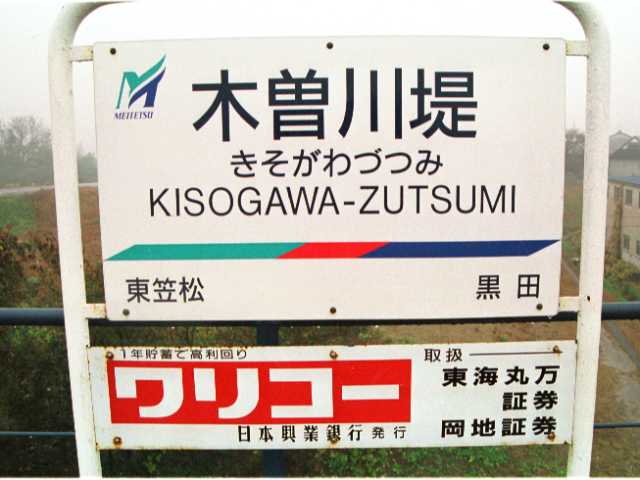 MEITETSU
木曽川堤
きそがわづつみ
KISOGAWA-ZUTSUMI
東笠松
黒田
1年貯蓄で高利回り
ワリコー
日本興業銀行 発行
取扱
東海丸万
証券
岡地証券